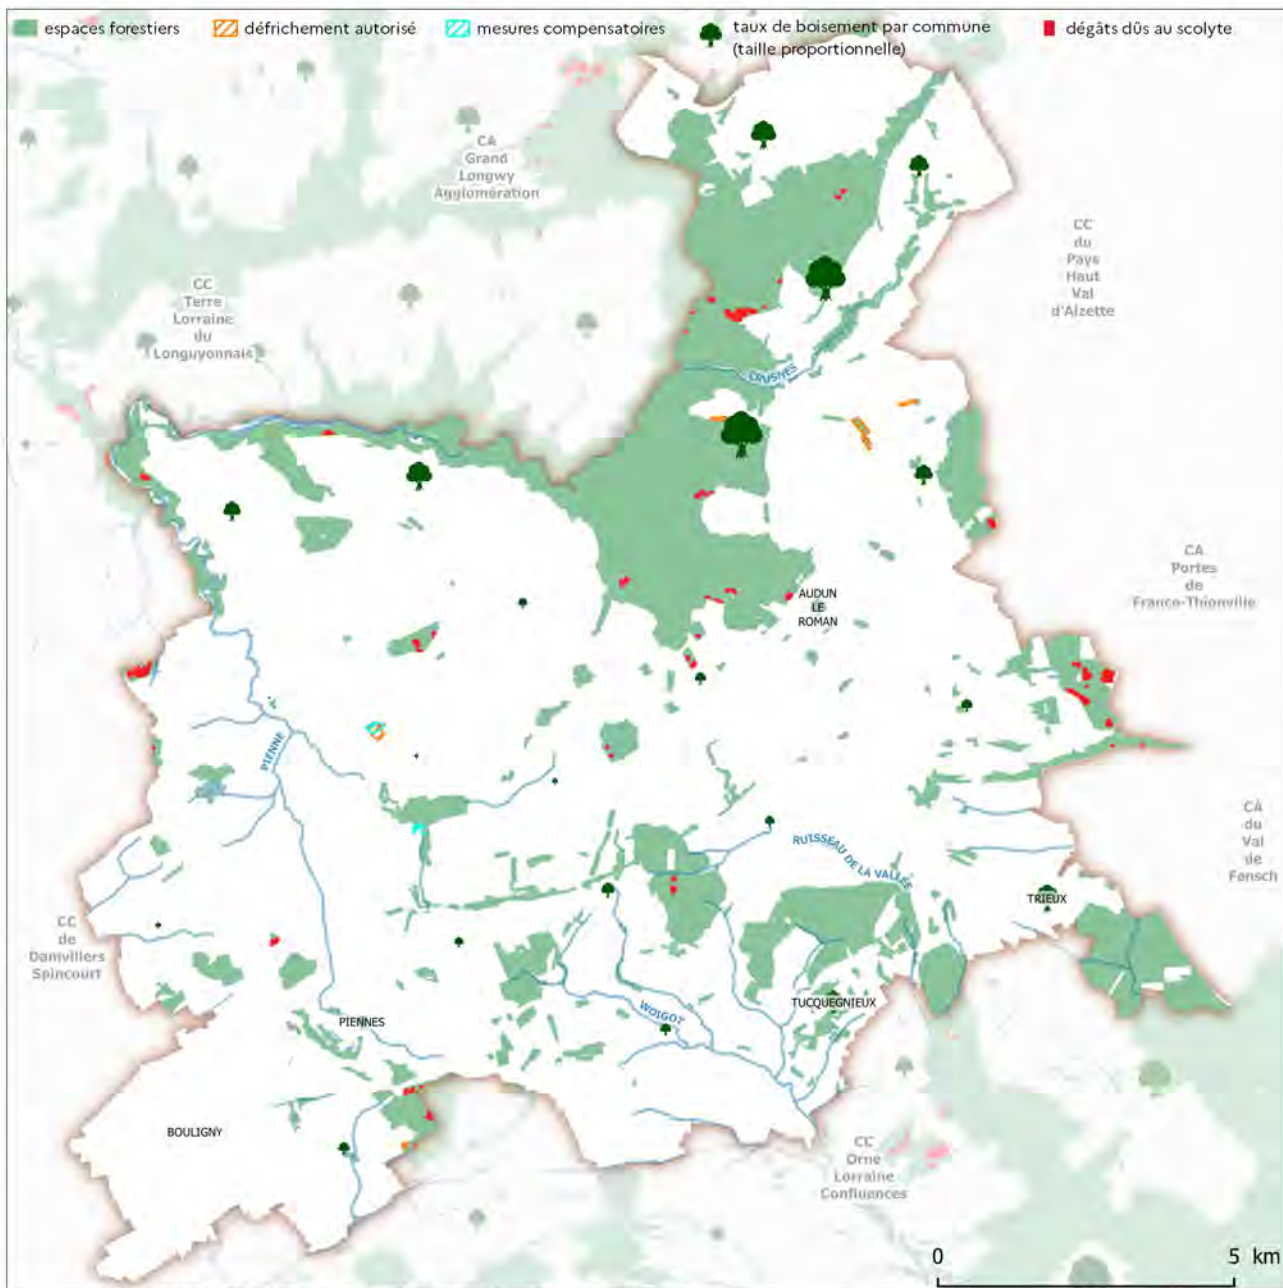 espaces forestiers
défrichement autorisé
mesures compensatoires
taux de boisement par commune
(taille proportionnelle)
dégâts dûs au scolyte
CA
Grand
Longwy
Agglomération
CC
du
Pays
Haut
Val
d'Alzette
CC
Terre
Lorraine
du
Longuyonnais
CRUSNES
CA
Portes
de
France-Thionville
AUDUN
LE
ROMAN
PIENNE
RUISSEAU DE LA VALLÉE
CA
du
Val
de
Fensch
TRIEUX
CC
de
Damvillers
Spincourt
TUCQUEGNIEUX
WOIGOT
PIENNES
BOULIGNY
CC
Orne
Lorraine
Confluences
0 5 km